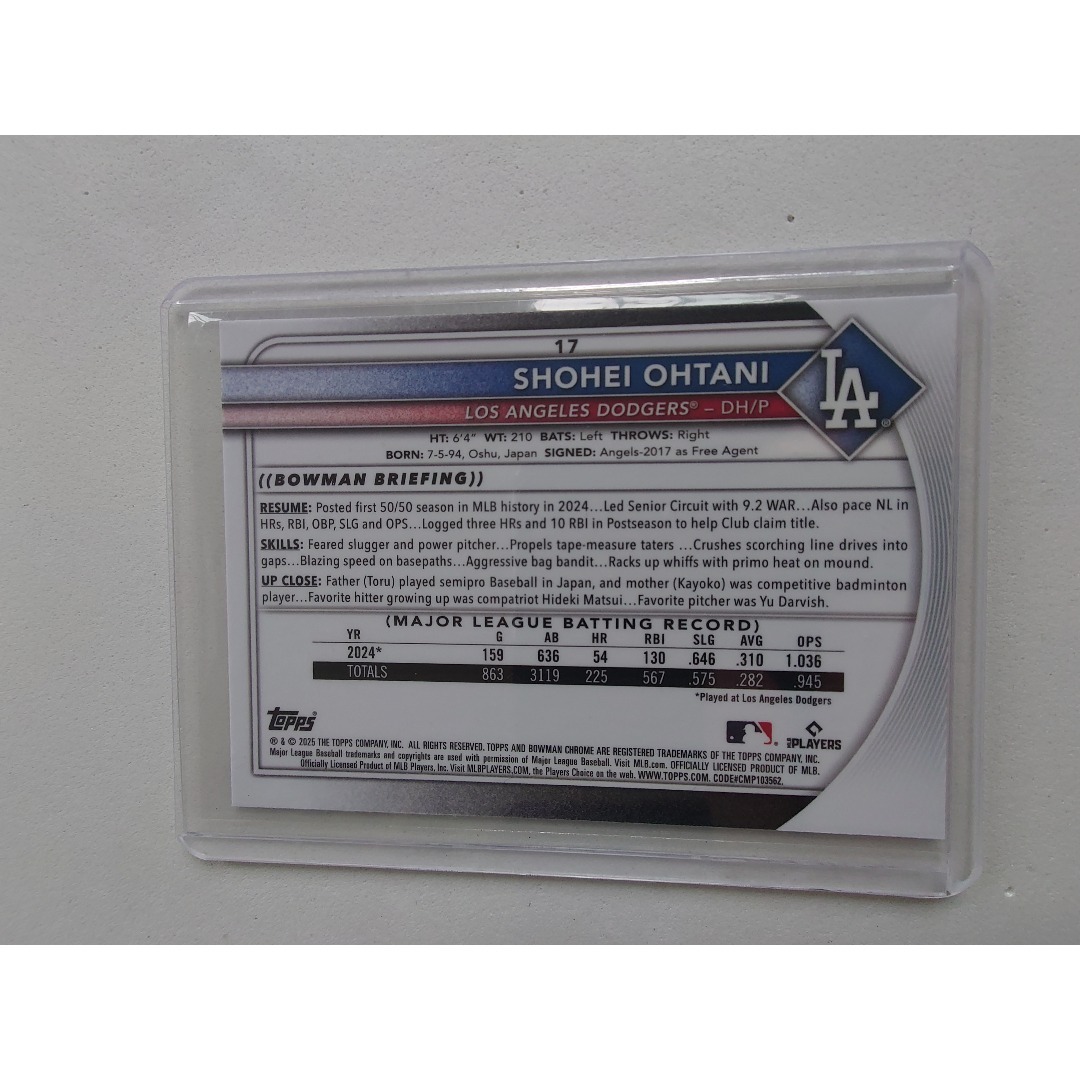 17
SHOHEI OHTANI
LA®
LOS ANGELES DODGERS® – DH/P
HT: 6'4" WT: 210 BATS: Left THROWS: Right
BORN: 7-5-94, Oshu, Japan SIGNED: Angels-2017 as Free Agent
((BOWMAN BRIEFING))
RESUME: Posted first 50/50 season in MLB history in 2024...Led Senior Circuit with 9.2 WAR...Also pace NL in
HRs, RBI, OBP, SLG and OPS...Logged three HRs and 10 RBI in Postseason to help Club claim title.
SKILLS: Feared slugger and power pitcher...Propels tape-measure taters ...Crushes scorching line drives into
gaps...Blazing speed on basepaths...Aggressive bag bandit...Racks up whiffs with primo heat on mound.
UP CLOSE: Father (Toru) played semipro Baseball in Japan, and mother (Kayoko) was competitive badminton
player...Favorite hitter growing up was compatriot Hideki Matsui...Favorite pitcher was Yu Darvish.
(MAJOR LEAGUE BATTING RECORD)
YR G AB HR RBI SLG AVG OPS
2024* 159 636 54 130 .646 .310 1.036
TOTALS 863 3119 225 567 .575 .282 .945
*Played at Los Angeles Dodgers
Topps®
MLB PLAYERS
® & © 2025 THE TOPPS COMPANY, INC. ALL RIGHTS RESERVED. TOPPS AND BOWMAN CHROME ARE REGISTERED TRADEMARKS OF THE TOPPS COMPANY, INC.
Major League Baseball trademarks and copyrights are used with permission of Major League Baseball. Visit MLB.com. OFFICIALLY LICENSED PRODUCT OF MLB.
Officially Licensed Product of MLB Players, Inc. Visit MLBPLAYERS.COM, the Players Choice on the web. WWW.TOPPS.COM. CODE#CMP103562.